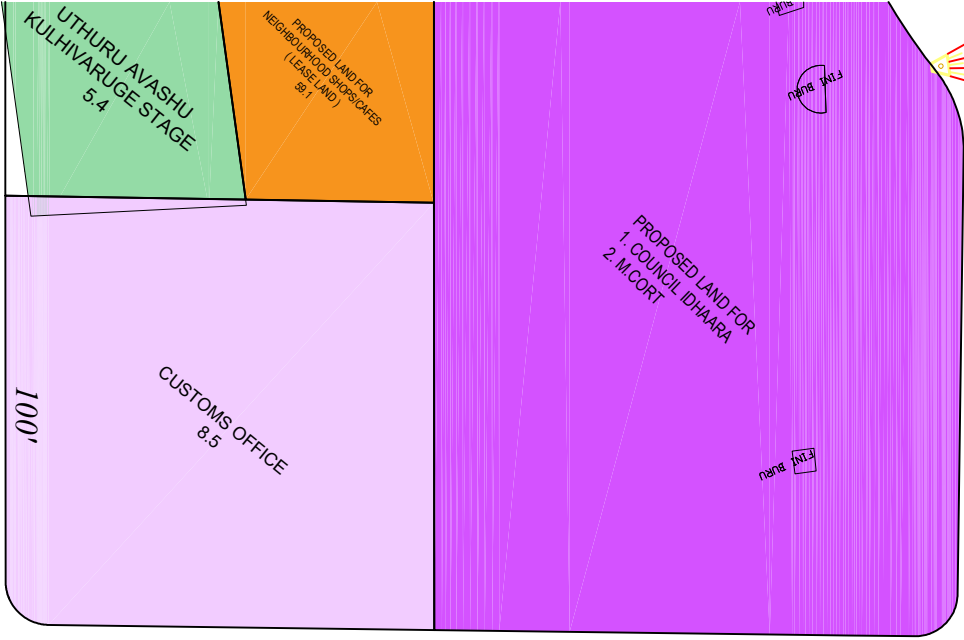 UTHURU AVASHU
KULHIVARUGE STAGE
5.4
PROPOSED LAND FOR
NEIGHBOURHOOD SHOPS/CAFES
( LEASE LAND )
59.1
FINI BURU
PROPOSED LAND FOR
1. COUNCIL IDHAARA
2. M.CORT
CUSTOMS OFFICE
8.5
100'
FINI BURU